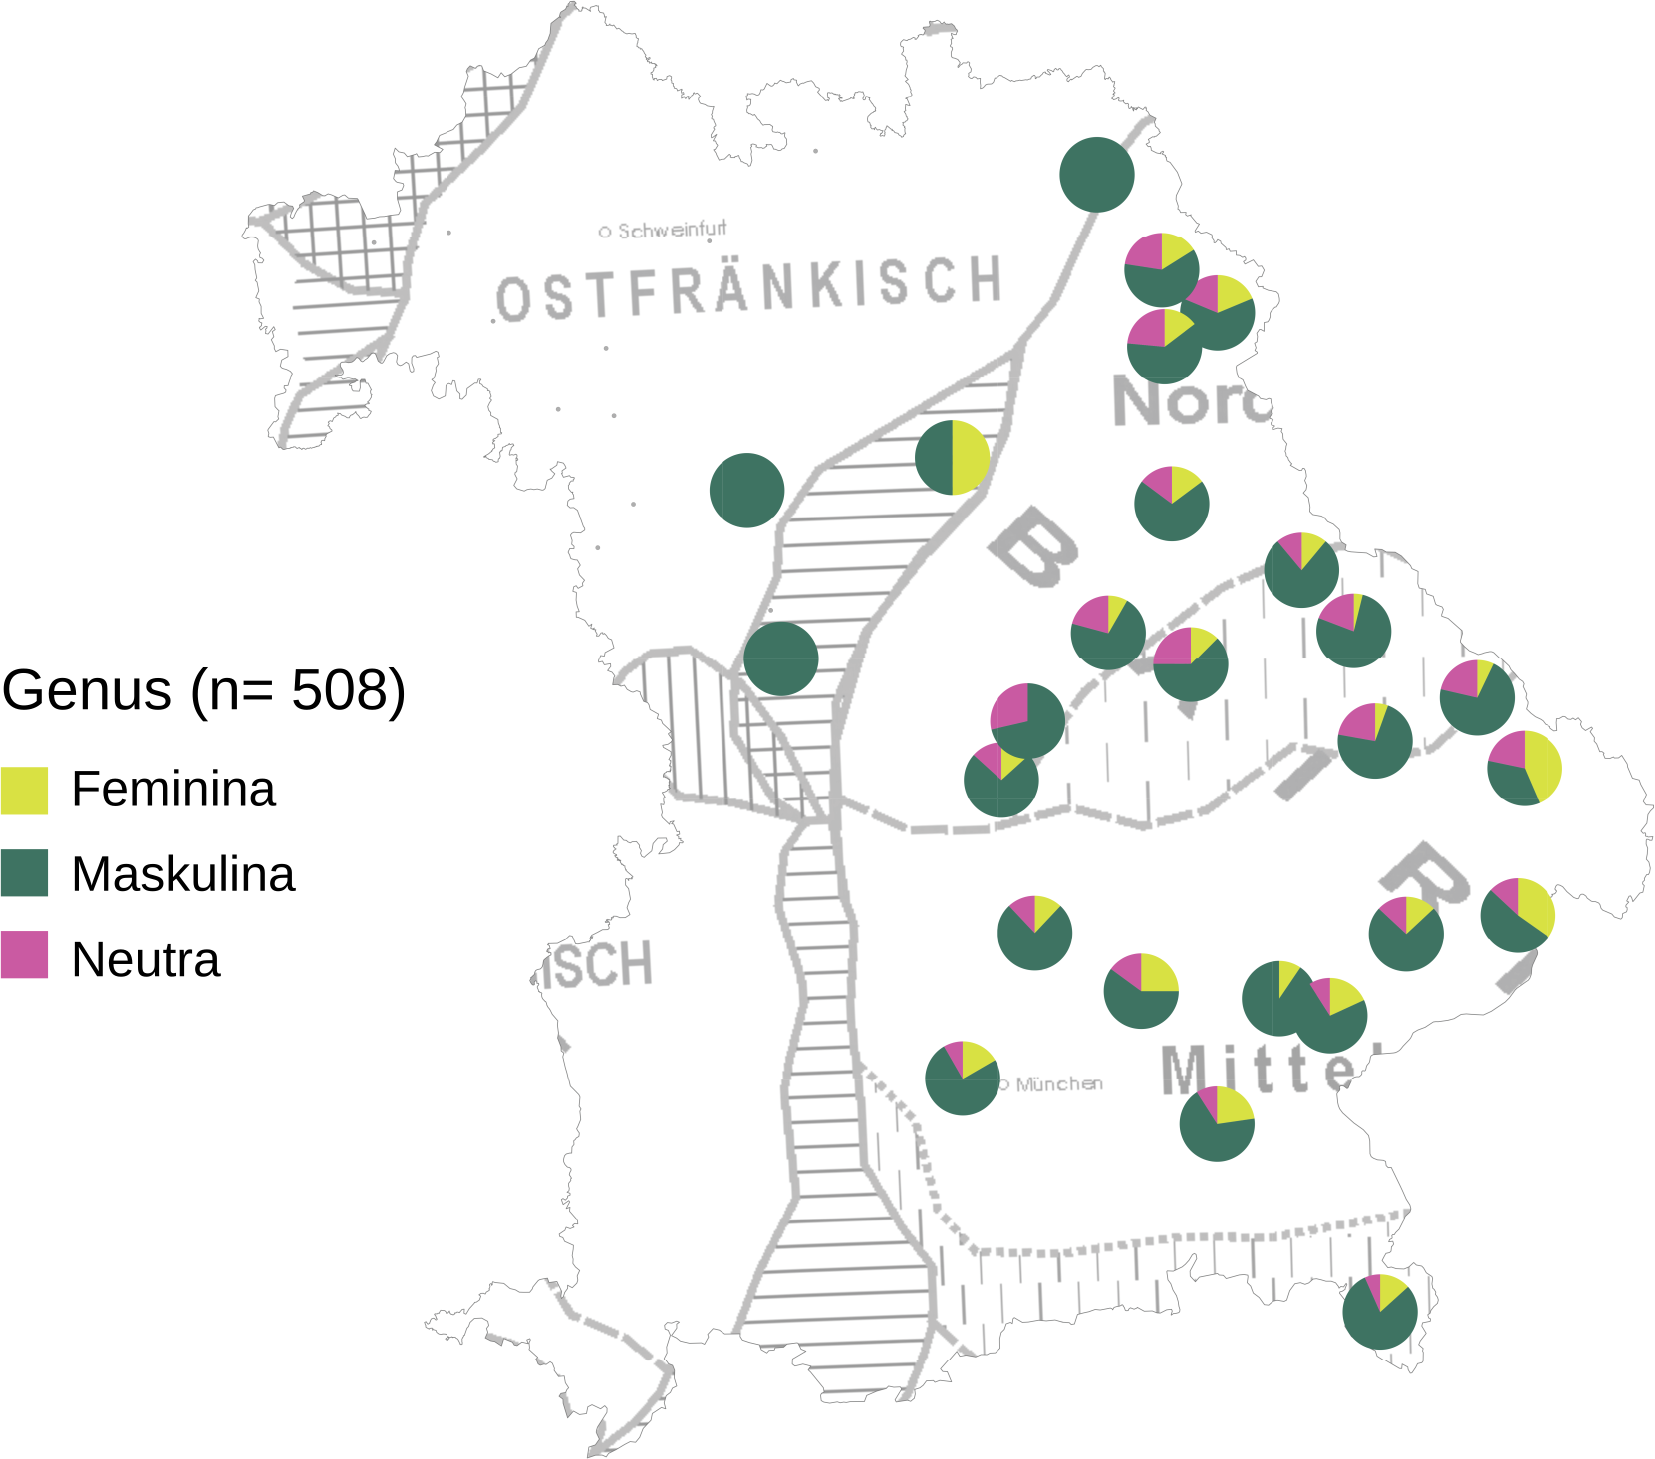 Schweinfurt
OSTFRÄNKISCH
Nord
B
Genus (n= 508)
Feminina
Maskulina
Neutra
A
I
R
ISCH
Mittel
München